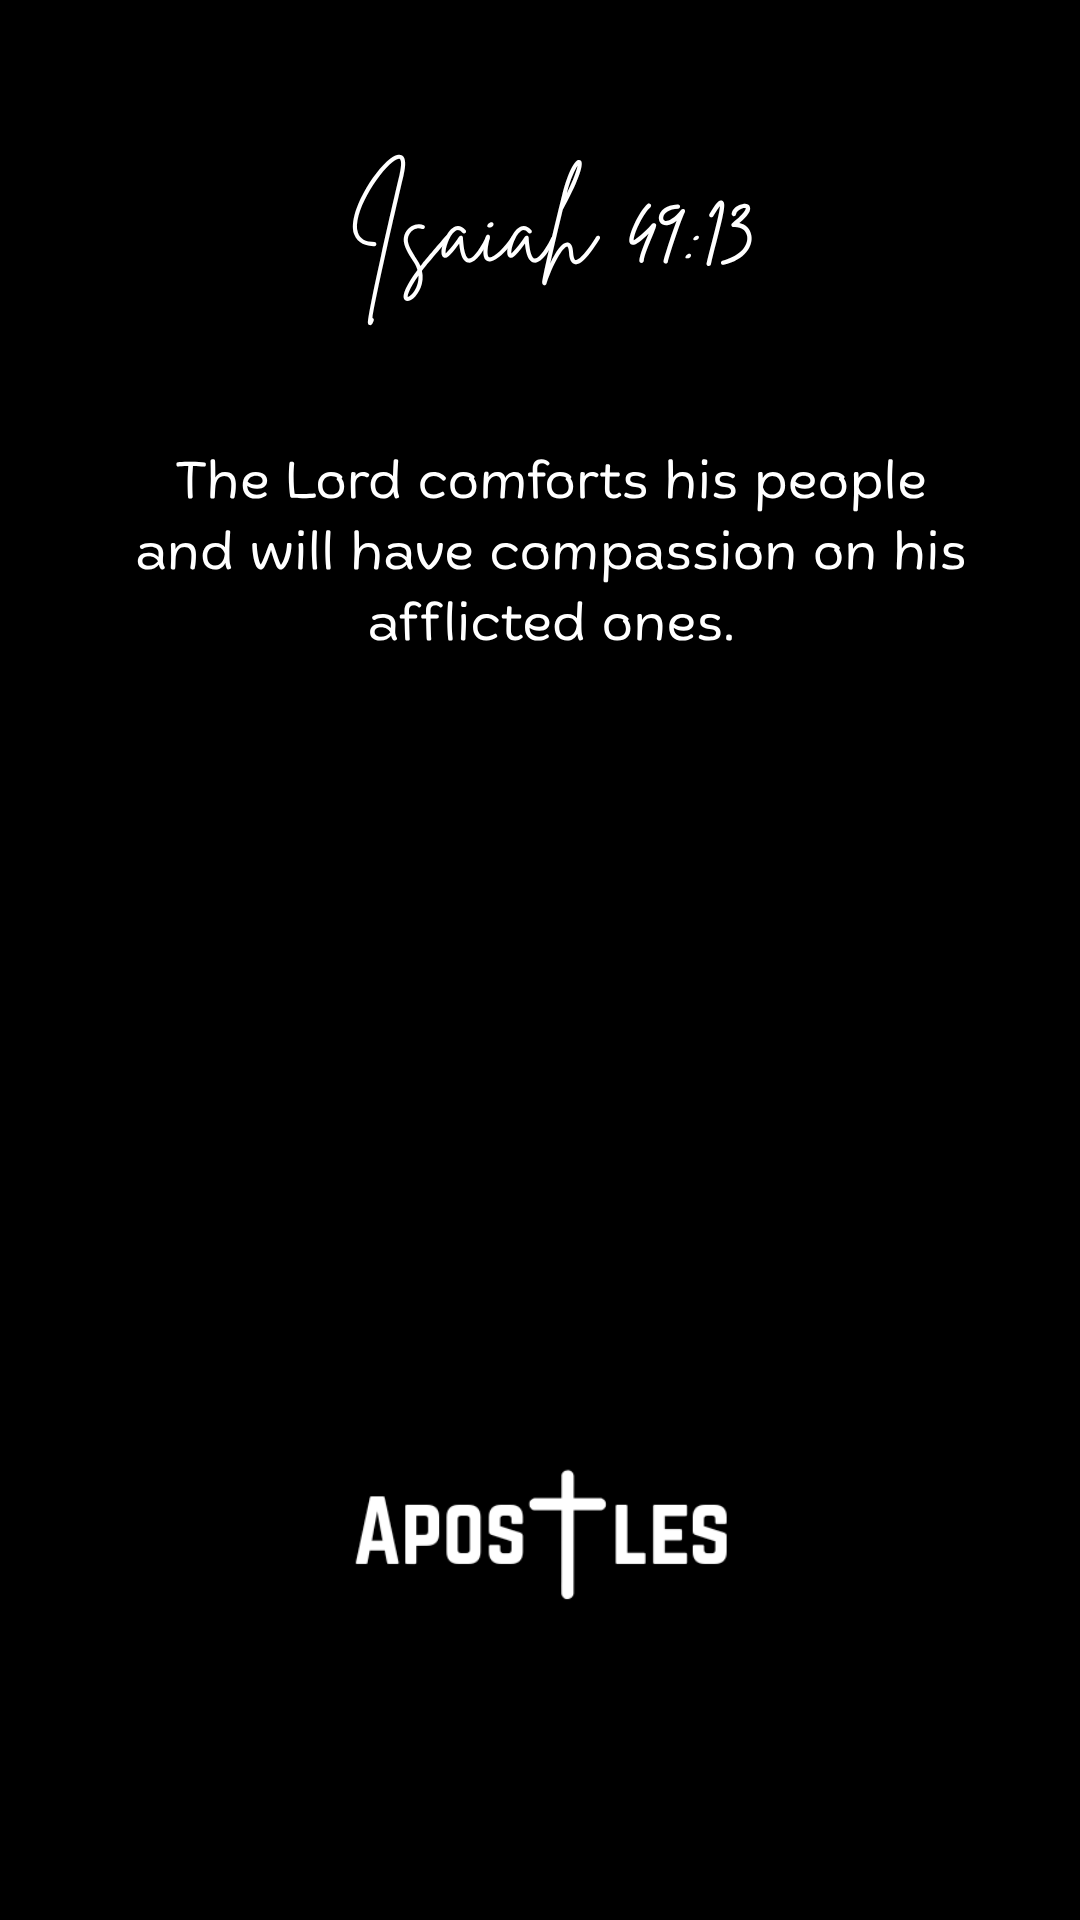 Isaiah 49:13
The Lord comforts his people
and will have compassion on his
afflicted ones.
APOSTLES